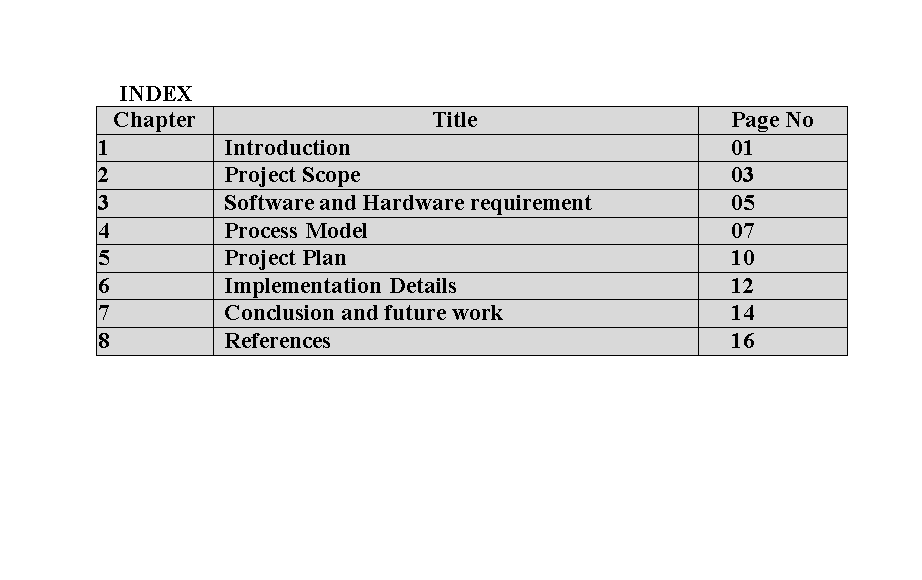 INDEX
Chapter Title Page No
1 Introduction 01
2 Project Scope 03
3 Software and Hardware requirement 05
4 Process Model 07
5 Project Plan 10
6 Implementation Details 12
7 Conclusion and future work 14
8 References 16